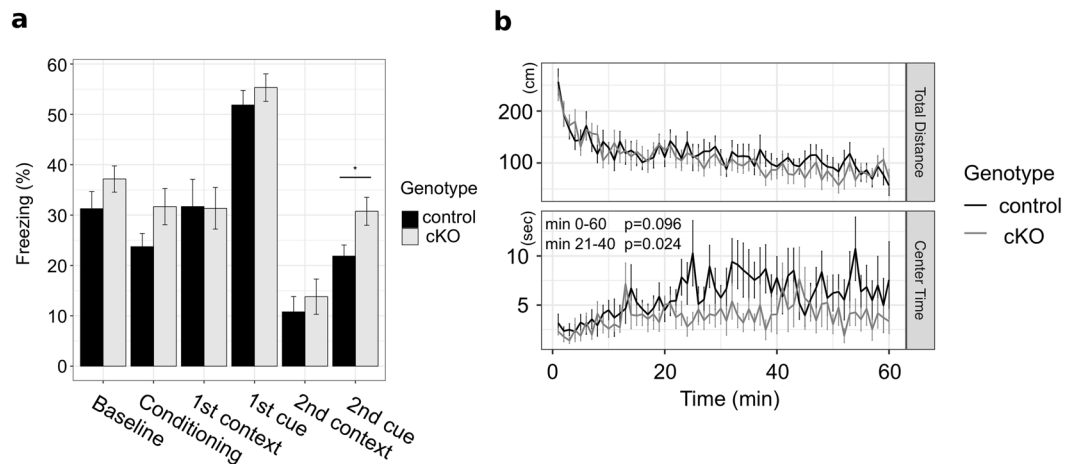 a
Freezing (%)
60
50
40
30
20
10
0
*
Baseline
Conditioning
1st context
1st cue
2nd context
2nd cue
Genotype
control
cKO
b
(cm)
200
100
Total Distance
(sec)
min 0-60 p=0.096
min 21-40 p=0.024
10
5
Center Time
0 20 40 60
Time (min)
Genotype
control
cKO